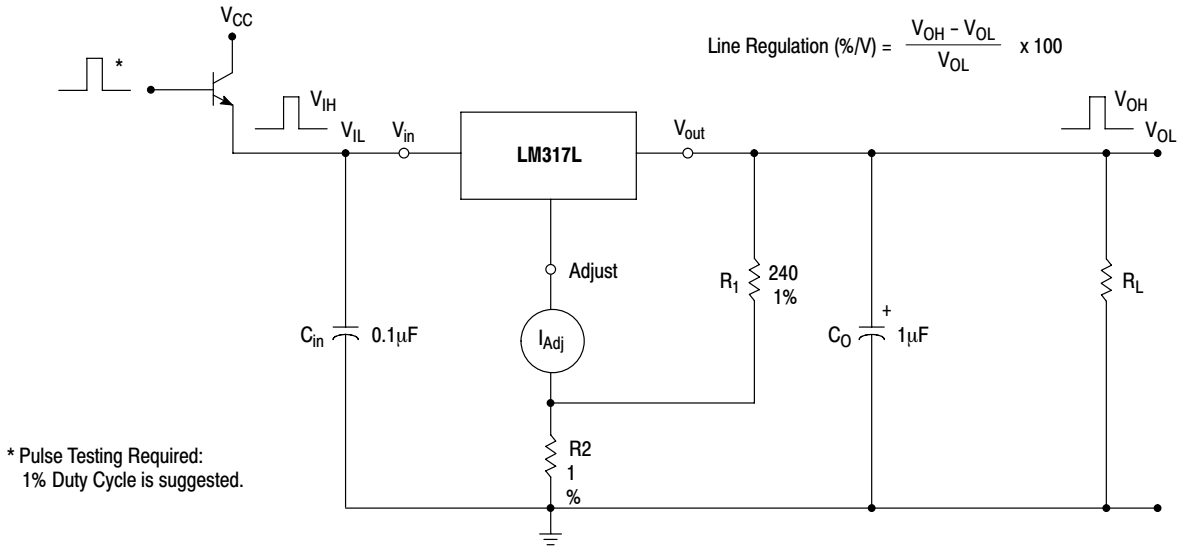 V_CC
Line Regulation (%/V) = (V_OH – V_OL) / V_OL x 100
*
V_IH
V_IL
V_in
LM317L
V_out
V_OH
V_OL
Adjust
R_1
240
1%
R_L
C_in
0.1μF
I_Adj
+
C_O
1μF
R2
1
%
* Pulse Testing Required:
1% Duty Cycle is suggested.